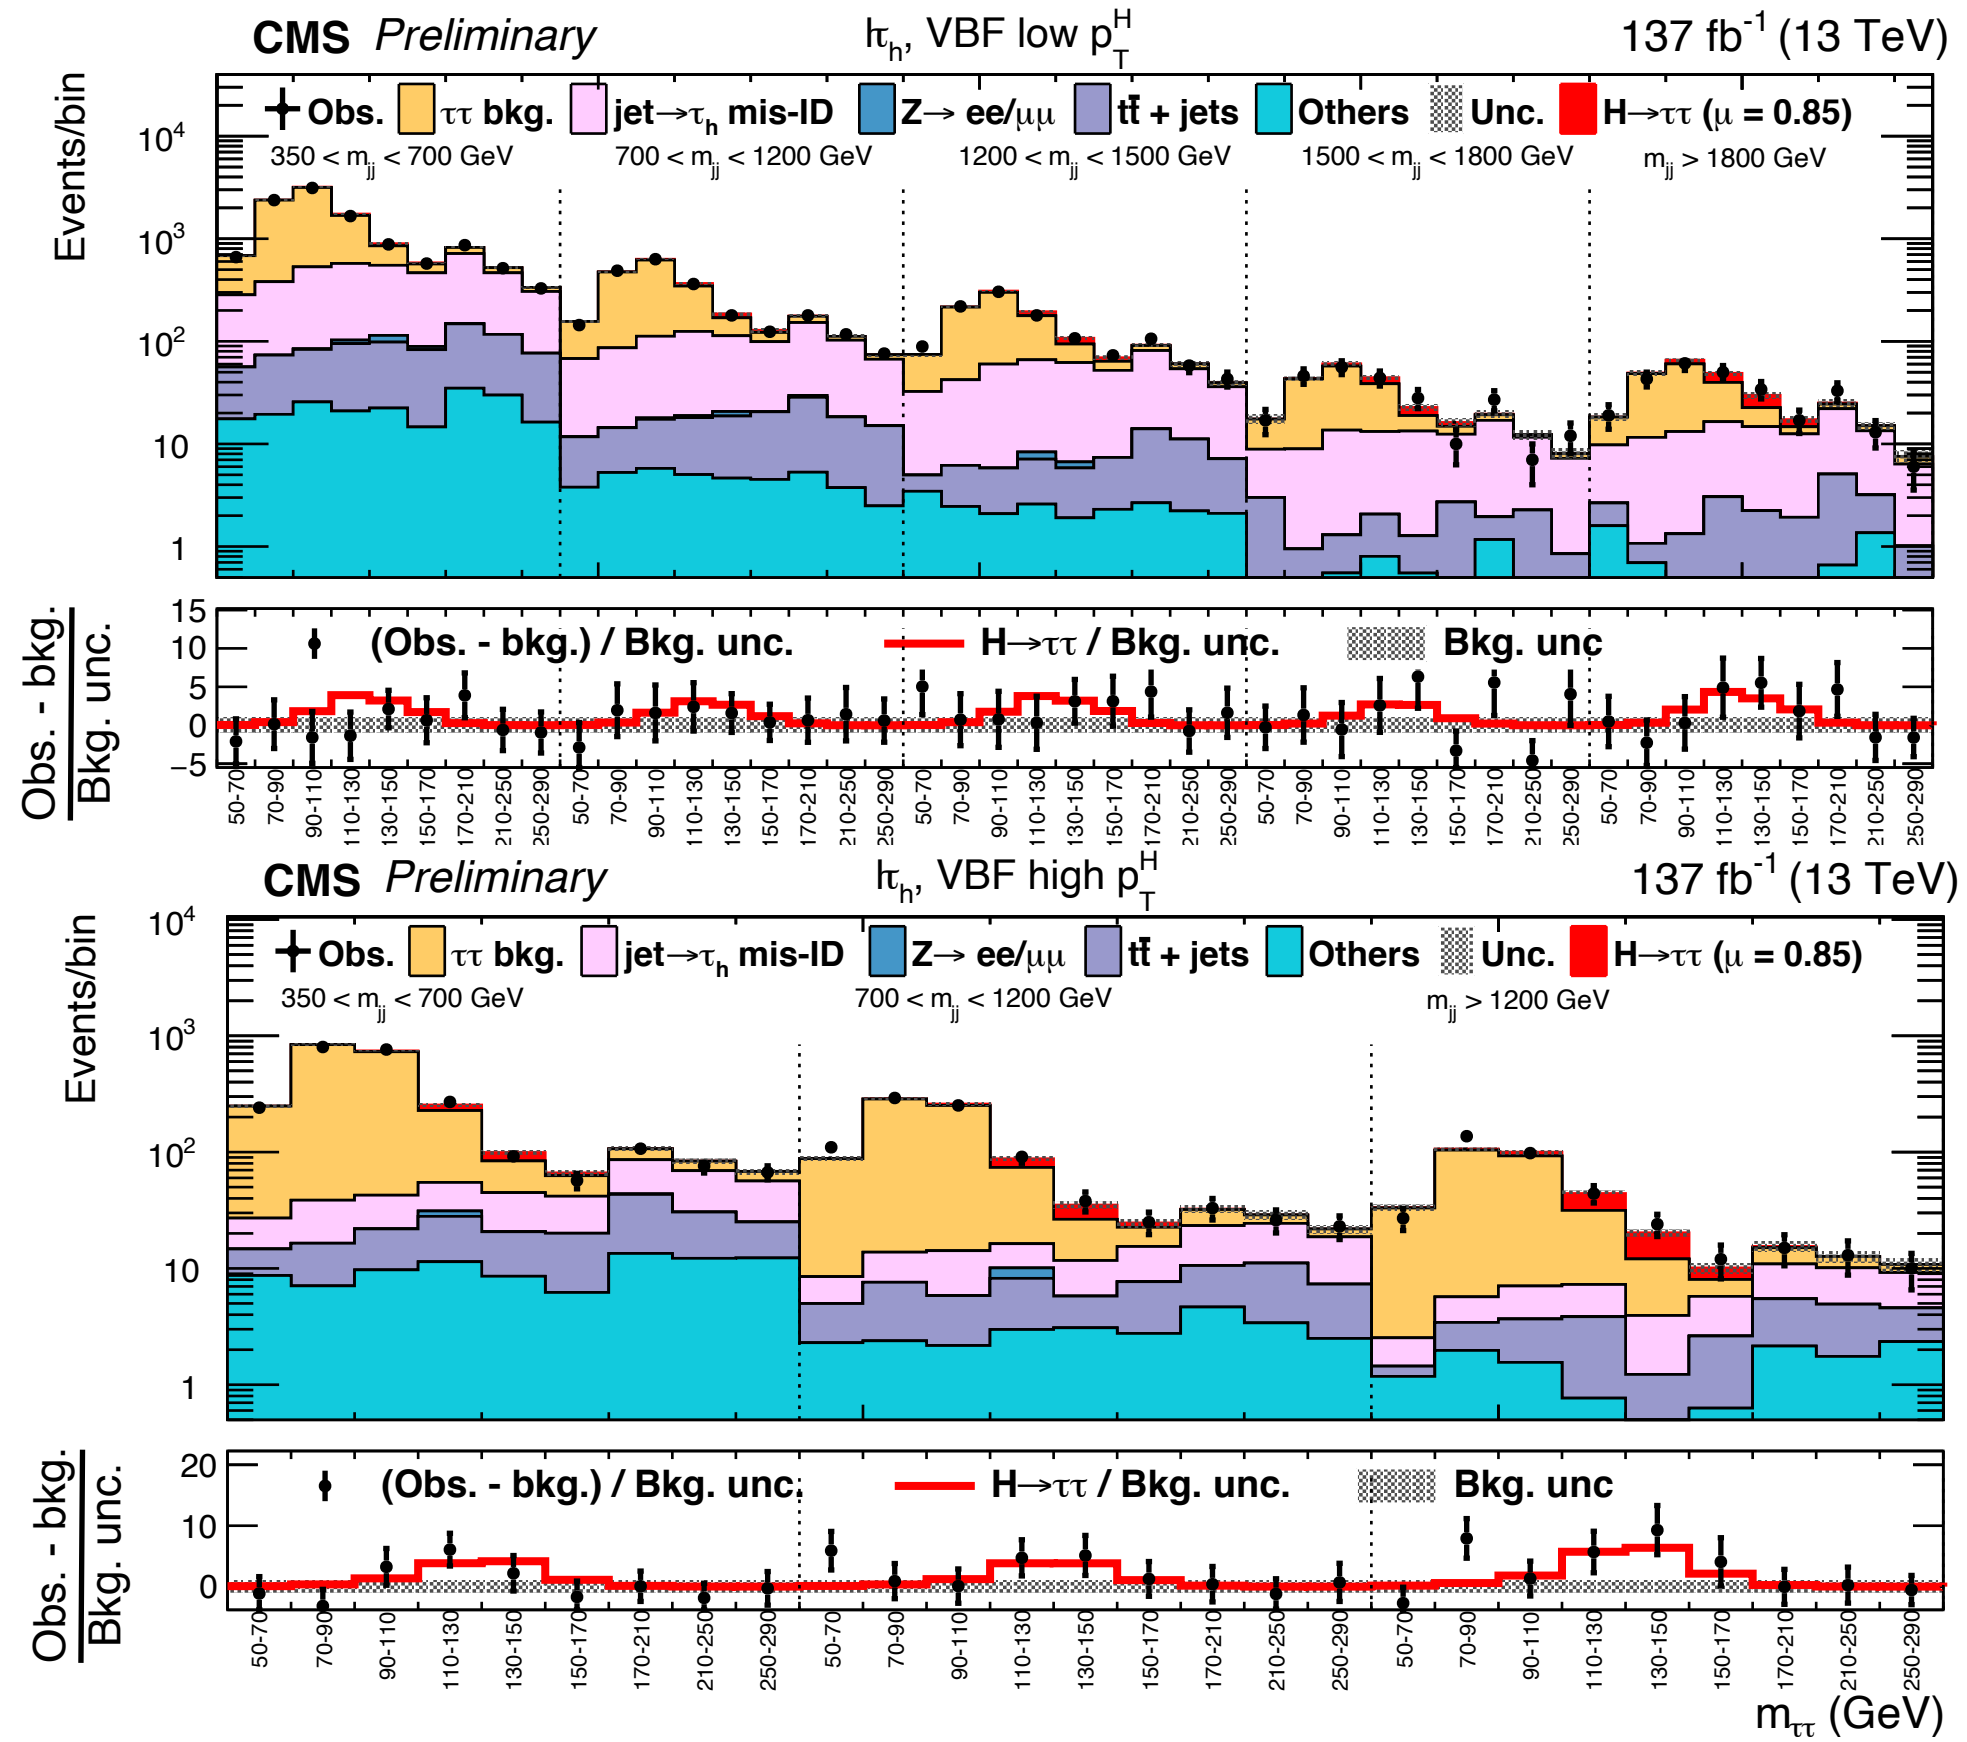 CMS Preliminary lτh, VBF low pTH 137 fb-1 (13 TeV)
Events/bin
Obs. ττ bkg. jet→τh mis-ID Z→ ee/μμ tt̄ + jets Others Unc. H→ττ (μ = 0.85)
350 < mjj < 700 GeV 700 < mjj < 1200 GeV 1200 < mjj < 1500 GeV 1500 < mjj < 1800 GeV mjj > 1800 GeV
104
103
102
10
1
Obs. - bkg.
Bkg. unc.
(Obs. - bkg.) / Bkg. unc. H→ττ / Bkg. unc. Bkg. unc
15
10
5
0
−5
50-70 70-90 90-110 110-130 130-150 150-170 170-210 210-250 250-290 50-70 70-90 90-110 110-130 130-150 150-170 170-210 210-250 250-290 50-70 70-90 90-110 110-130 130-150 150-170 170-210 210-250 250-290 50-70 70-90 90-110 110-130 130-150 150-170 170-210 210-250 250-290 50-70 70-90 90-110 110-130 130-150 150-170 170-210 210-250 250-290
CMS Preliminary lτh, VBF high pTH 137 fb-1 (13 TeV)
Events/bin
Obs. ττ bkg. jet→τh mis-ID Z→ ee/μμ tt̄ + jets Others Unc. H→ττ (μ = 0.85)
350 < mjj < 700 GeV 700 < mjj < 1200 GeV mjj > 1200 GeV
104
103
102
10
1
Obs. - bkg.
Bkg. unc.
(Obs. - bkg.) / Bkg. unc. H→ττ / Bkg. unc. Bkg. unc
20
10
0
50-70 70-90 90-110 110-130 130-150 150-170 170-210 210-250 250-290 50-70 70-90 90-110 110-130 130-150 150-170 170-210 210-250 250-290 50-70 70-90 90-110 110-130 130-150 150-170 170-210 210-250 250-290
mττ (GeV)